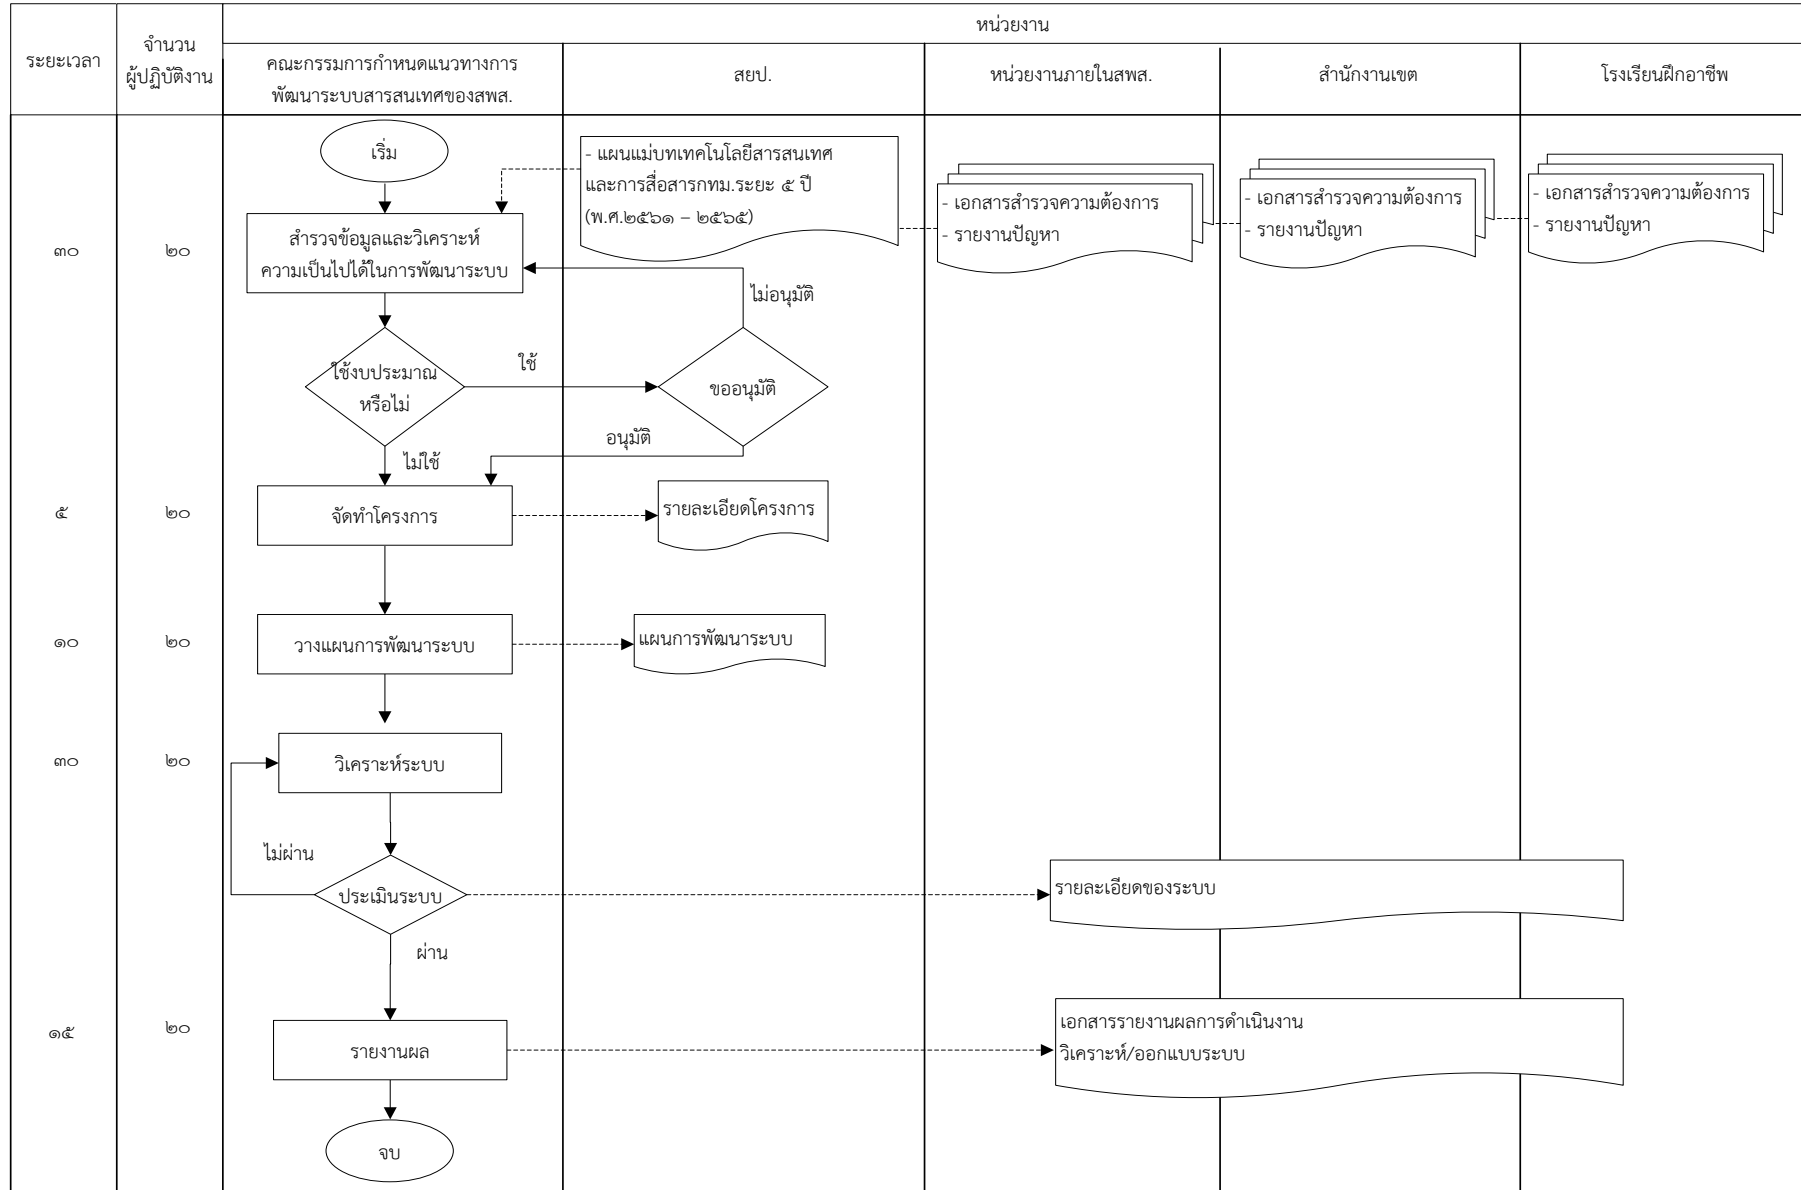 หน่วยงาน
ระยะเวลา
จำนวน
ผู้ปฏิบัติงาน
คณะกรรมการกำหนดแนวทางการ
พัฒนาระบบสารสนเทศของสพส.
สยป.
หน่วยงานภายในสพส.
สำนักงานเขต
โรงเรียนฝึกอาชีพ
เริ่ม
- แผนแม่บทเทคโนโลยีสารสนเทศ
และการสื่อสารกทม.ระยะ ๕ ปี
(พ.ศ.๒๕๖๑ – ๒๕๖๕)
- เอกสารสำรวจความต้องการ
- รายงานปัญหา
- เอกสารสำรวจความต้องการ
- รายงานปัญหา
- เอกสารสำรวจความต้องการ
- รายงานปัญหา
๓๐
๒๐
สำรวจข้อมูลและวิเคราะห์
ความเป็นไปได้ในการพัฒนาระบบ
ไม่อนุมัติ
ใช้งบประมาณ
หรือไม่
ใช้
ขออนุมัติ
อนุมัติ
ไม่ใช้
๕
๒๐
จัดทำโครงการ
รายละเอียดโครงการ
๑๐
๒๐
วางแผนการพัฒนาระบบ
แผนการพัฒนาระบบ
๓๐
๒๐
วิเคราะห์ระบบ
ไม่ผ่าน
ประเมินระบบ
รายละเอียดของระบบ
ผ่าน
๑๕
๒๐
รายงานผล
เอกสารรายงานผลการดำเนินงาน
วิเคราะห์/ออกแบบระบบ
จบ